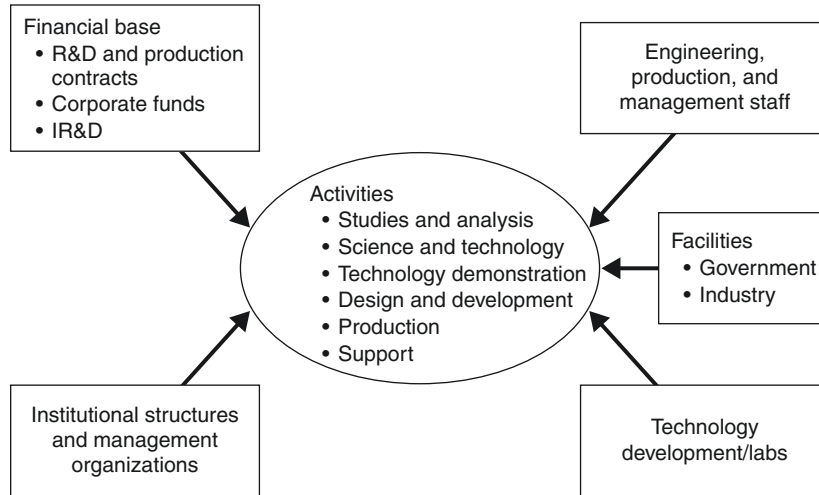 Financial base
• R&D and production
contracts
• Corporate funds
• IR&D
Engineering,
production, and
management staff
Activities
• Studies and analysis
• Science and technology
• Technology demonstration
• Design and development
• Production
• Support
Facilities
• Government
• Industry
Institutional structures
and management
organizations
Technology
development/labs